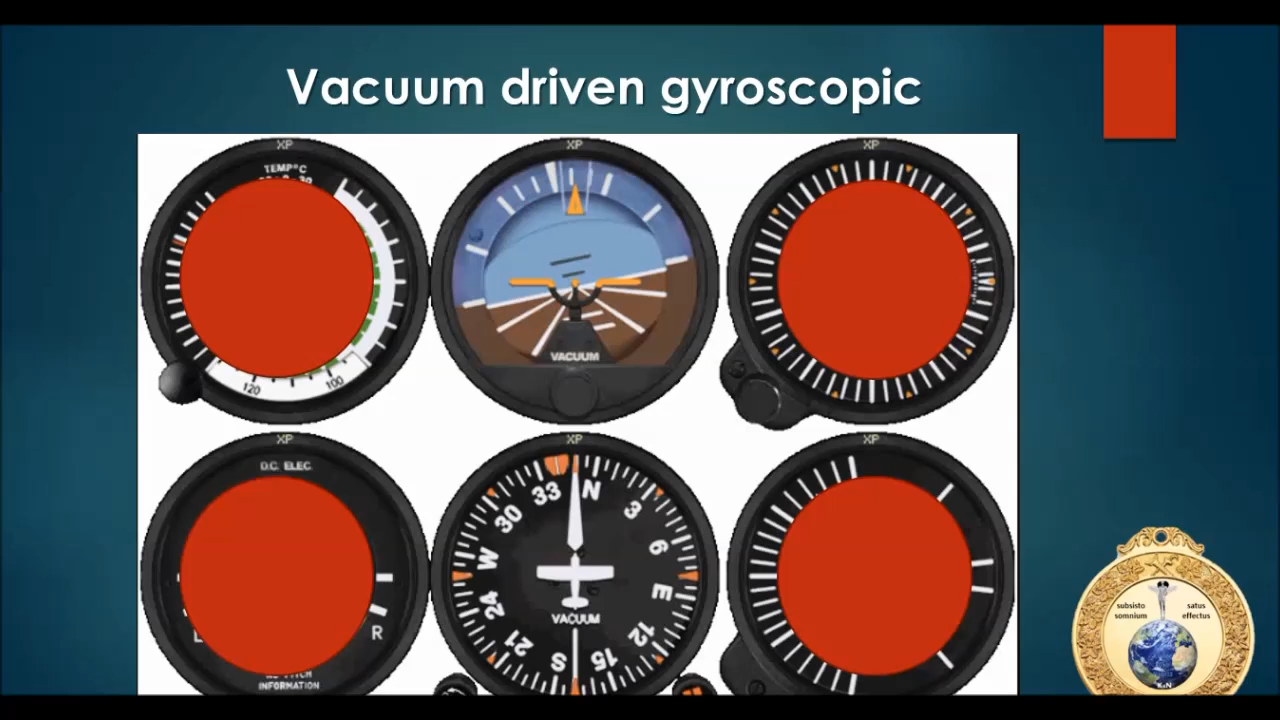 Vacuum driven gyroscopic
XP
XP
XP
TEMP°C
VACUUM
120
100
XP
XP
XP
D.C. ELEC.
33 N 3
30 6
W E
24 12
21 S 15
VACUUM
L R
INFORMATION
subsisto satus
somnium effectus